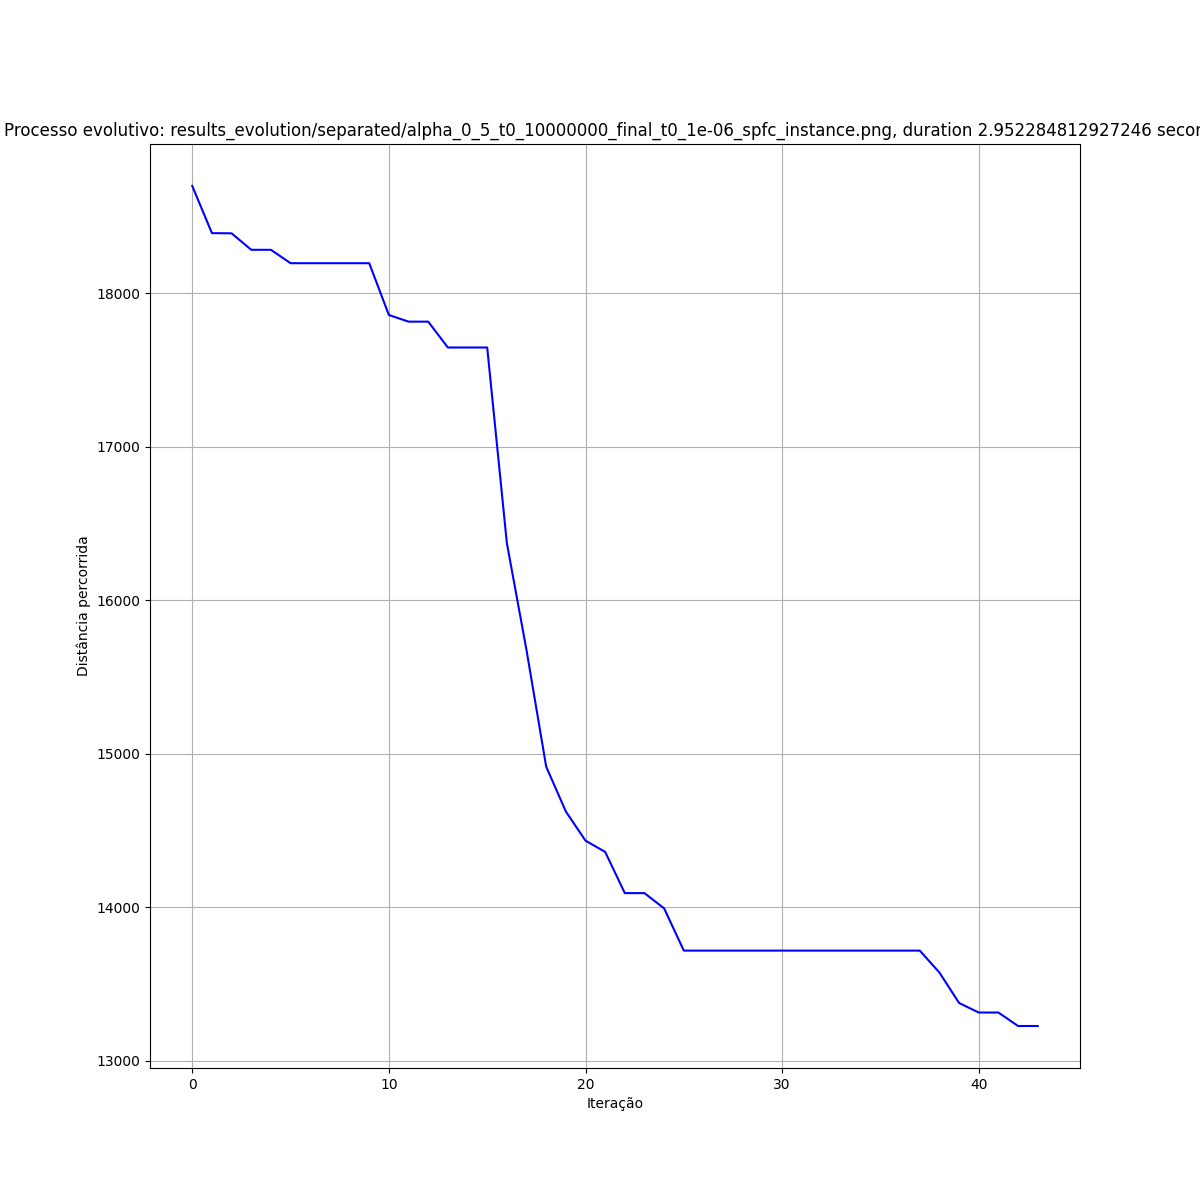 Processo evolutivo: results_evolution/separated/alpha_0_5_t0_10000000_final_t0_1e-06_spfc_instance.png, duration 2.952284812927246
18000
17000
16000
15000
14000
13000
Distância percorrida
0 10 20 30 40
Iteração